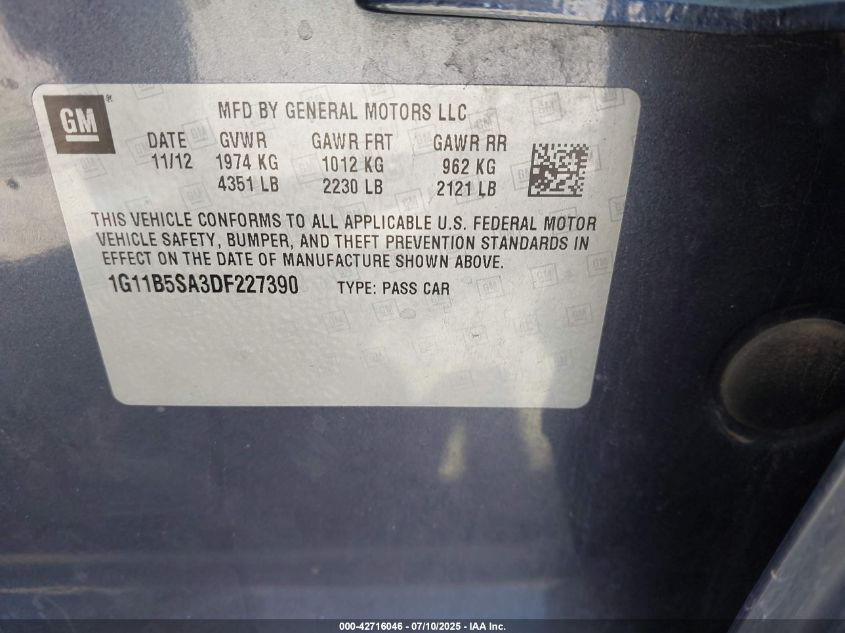 GM
MFD BY GENERAL MOTORS LLC
DATE GVWR GAWR FRT GAWR RR
11/12 1974 KG 1012 KG 962 KG
4351 LB 2230 LB 2121 LB
THIS VEHICLE CONFORMS TO ALL APPLICABLE U.S. FEDERAL MOTOR
VEHICLE SAFETY, BUMPER, AND THEFT PREVENTION STANDARDS IN
EFFECT ON THE DATE OF MANUFACTURE SHOWN ABOVE.
1G11B5SA3DF227390 TYPE: PASS CAR
000-42716046 - 07/10/2025 - IAA Inc.